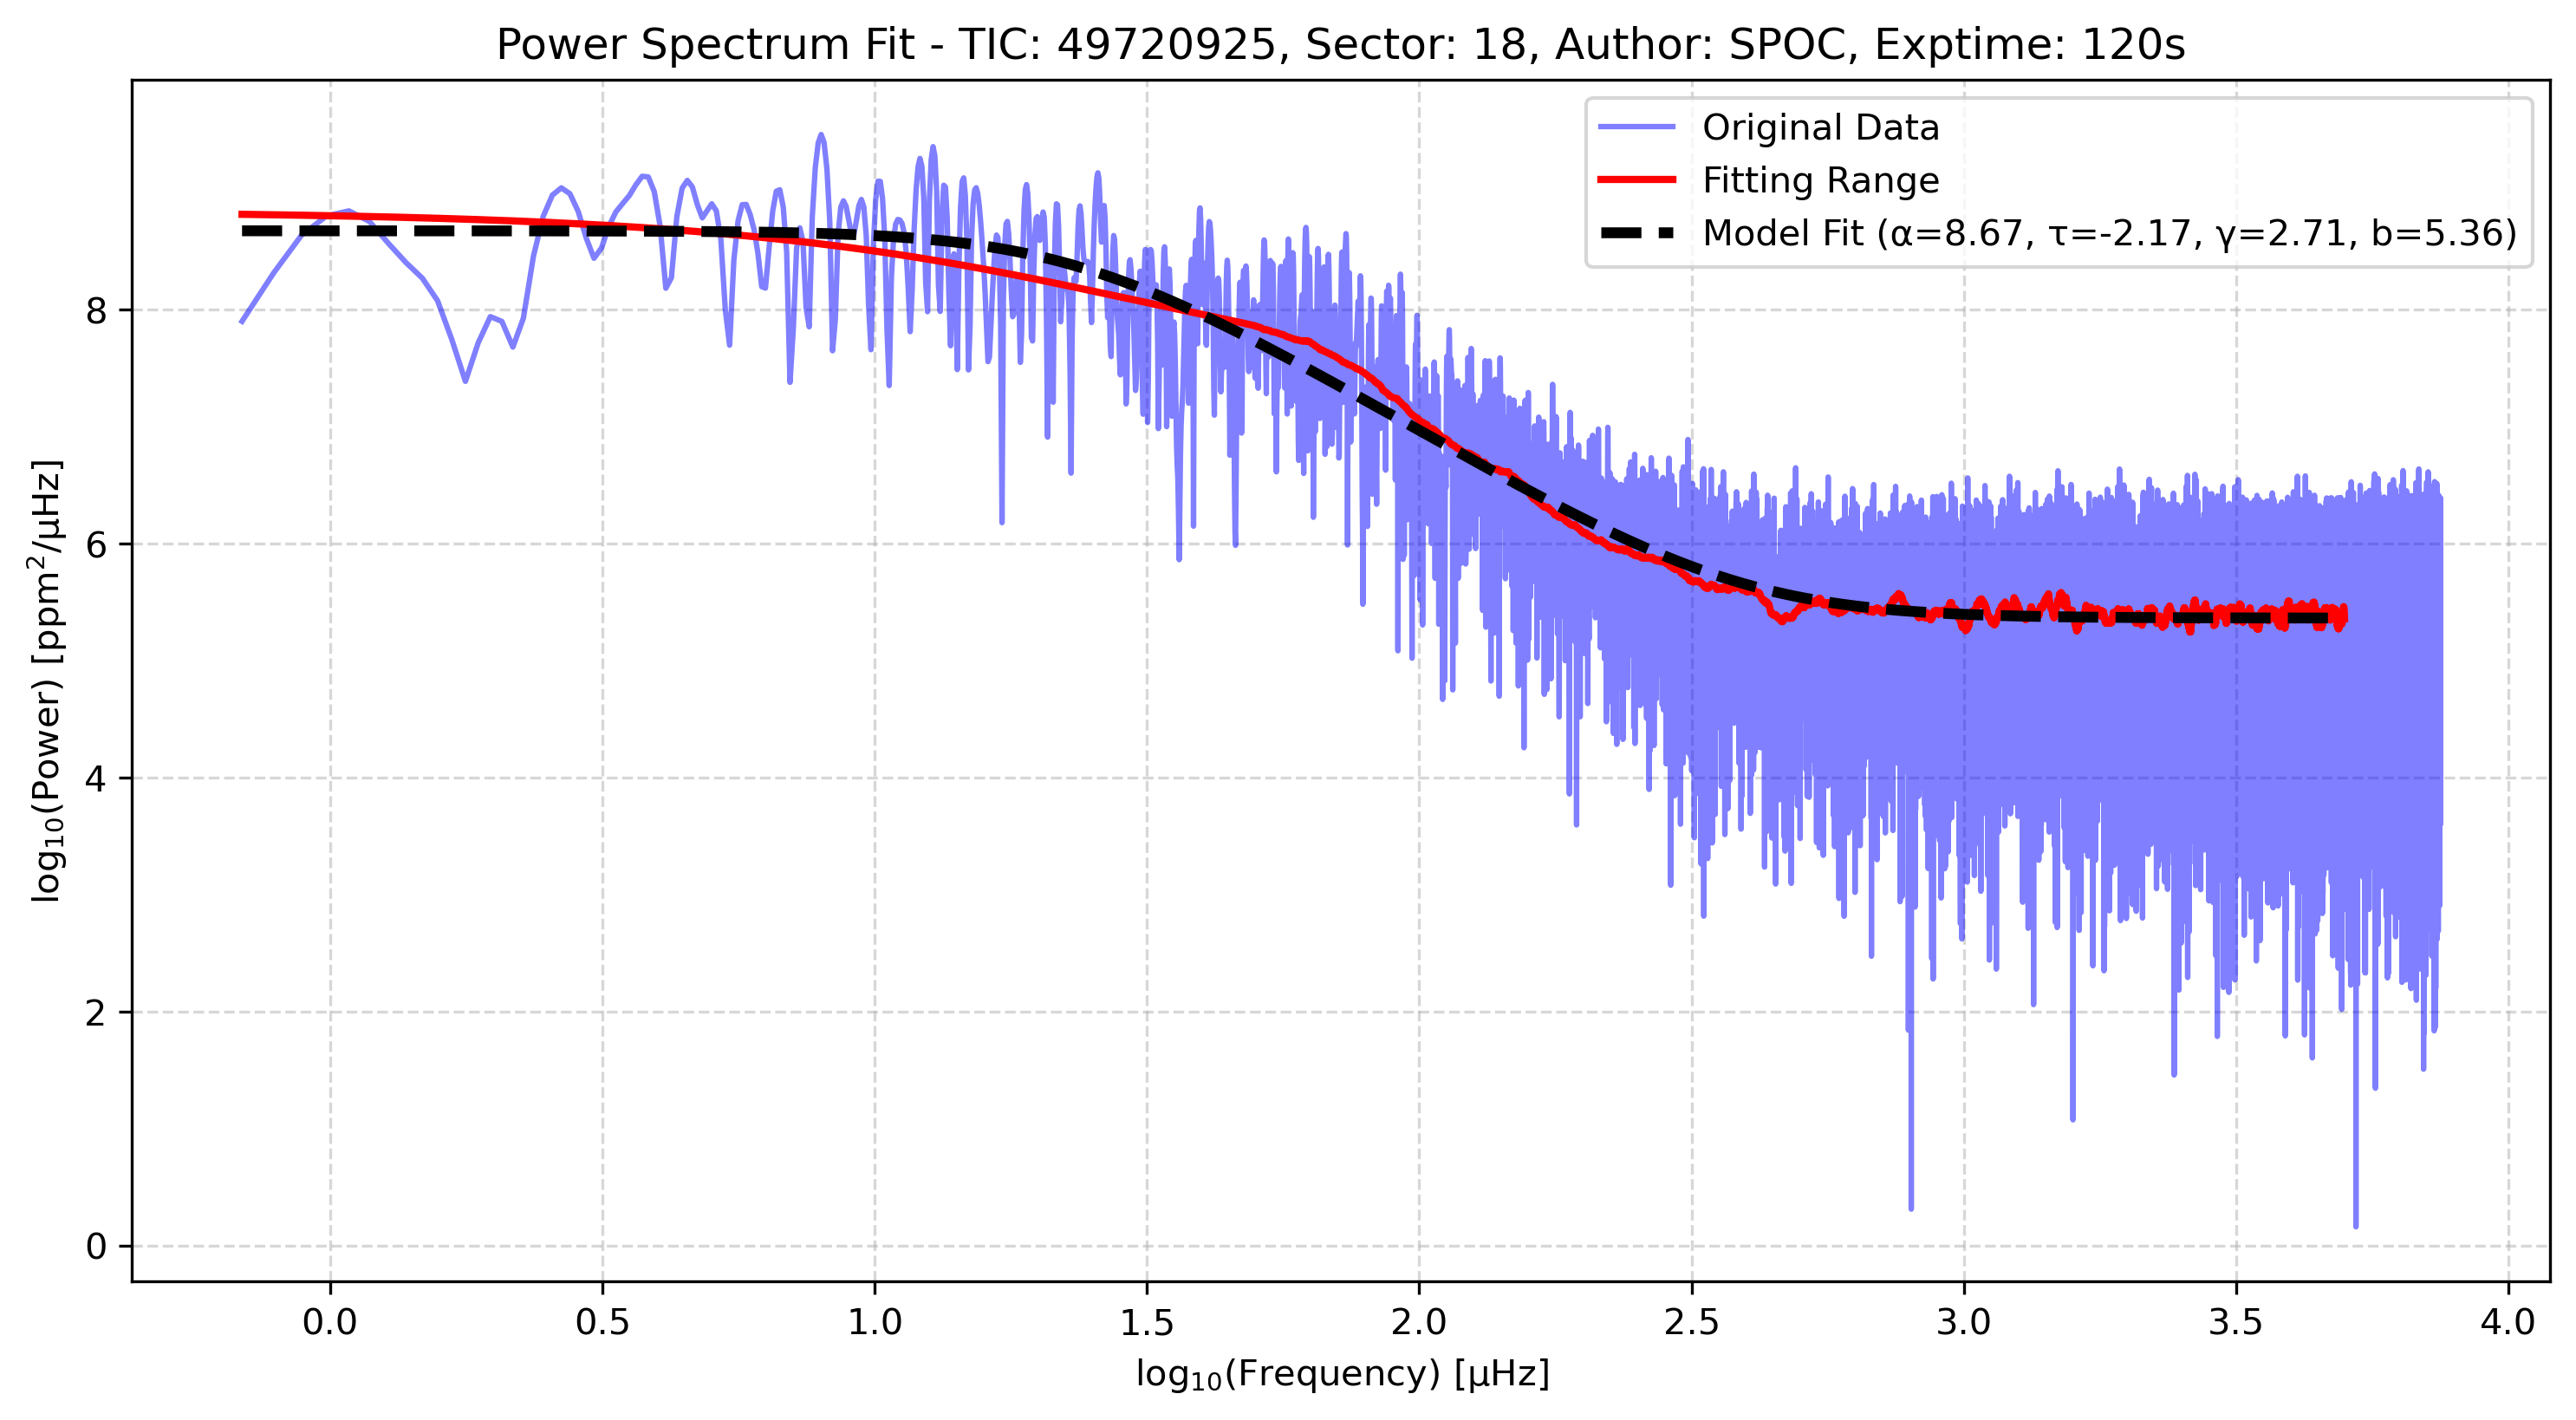 Power Spectrum Fit - TIC: 49720925, Sector: 18, Author: SPOC, Exptime: 120s
Original Data
Fitting Range
Model Fit (α=8.67, τ=-2.17, γ=2.71, b=5.36)
log₁₀(Power) [ppm²/μHz]
8
6
4
2
0
0.0 0.5 1.0 1.5 2.0 2.5 3.0 3.5 4.0
log₁₀(Frequency) [μHz]